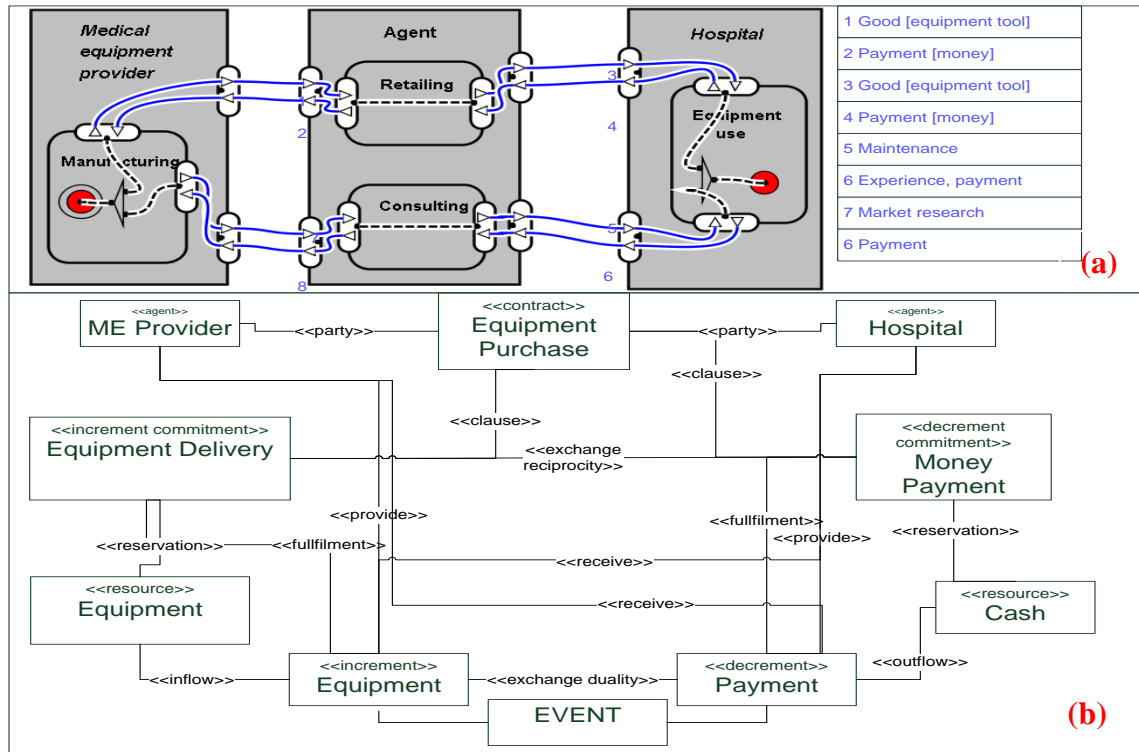 Medical
equipment
provider
Agent
Hospital
Retailing
Manufacturing
Consulting
Equipment
use
2
3
4
5
6
8
1 Good [equipment tool]
2 Payment [money]
3 Good [equipment tool]
4 Payment [money]
5 Maintenance
6 Experience, payment
7 Market research
6 Payment
(a)
<<agent>>
ME Provider
<<party>>
<<contract>>
Equipment
Purchase
<<party>>
<<agent>>
Hospital
<<clause>>
<<clause>>
<<increment commitment>>
Equipment Delivery
<<exchange
reciprocity>>
<<decrement
commitment>>
Money
Payment
<<provide>>
<<fullfilment>>
<<provide>>
<<reservation>>
<<reservation>>
<<fullfilment>>
<<receive>>
<<resource>>
Equipment
<<receive>>
<<resource>>
Cash
<<increment>>
Equipment
<<inflow>>
<<exchange duality>>
<<decrement>>
Payment
<<outflow>>
EVENT
(b)